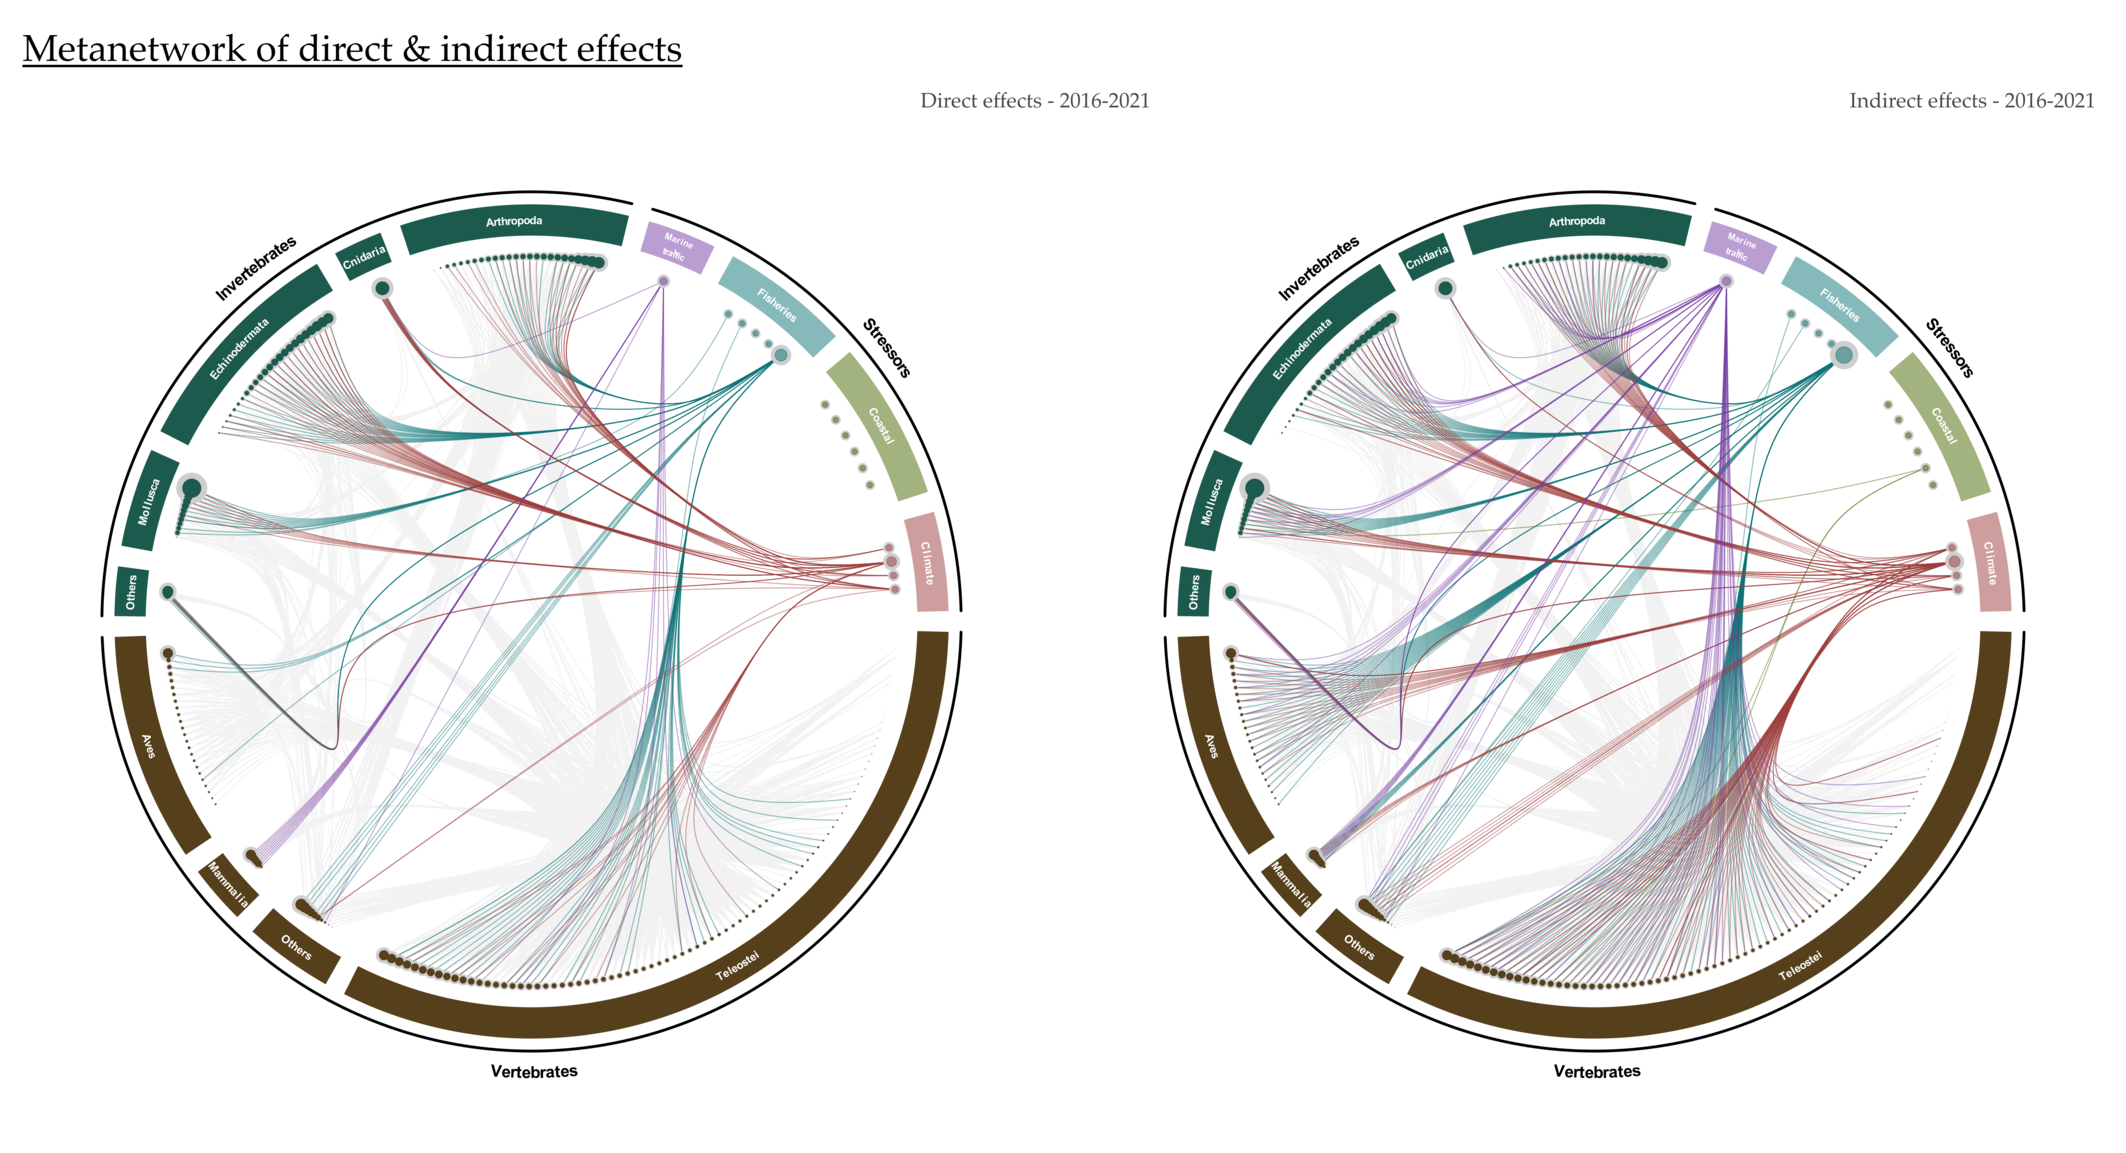 Metanetwork of direct & indirect effects
Direct effects - 2016-2021
Indirect effects - 2016-2021
Invertebrates
Cnidaria
Arthropoda
Marine
traffic
Fisheries
Stressors
Coastal
Climate
Echinodermata
Mollusca
Others
Aves
Mammalia
Others
Teleostei
Vertebrates
Invertebrates
Cnidaria
Arthropoda
Marine
traffic
Fisheries
Stressors
Coastal
Climate
Echinodermata
Mollusca
Others
Aves
Mammalia
Others
Teleostei
Vertebrates